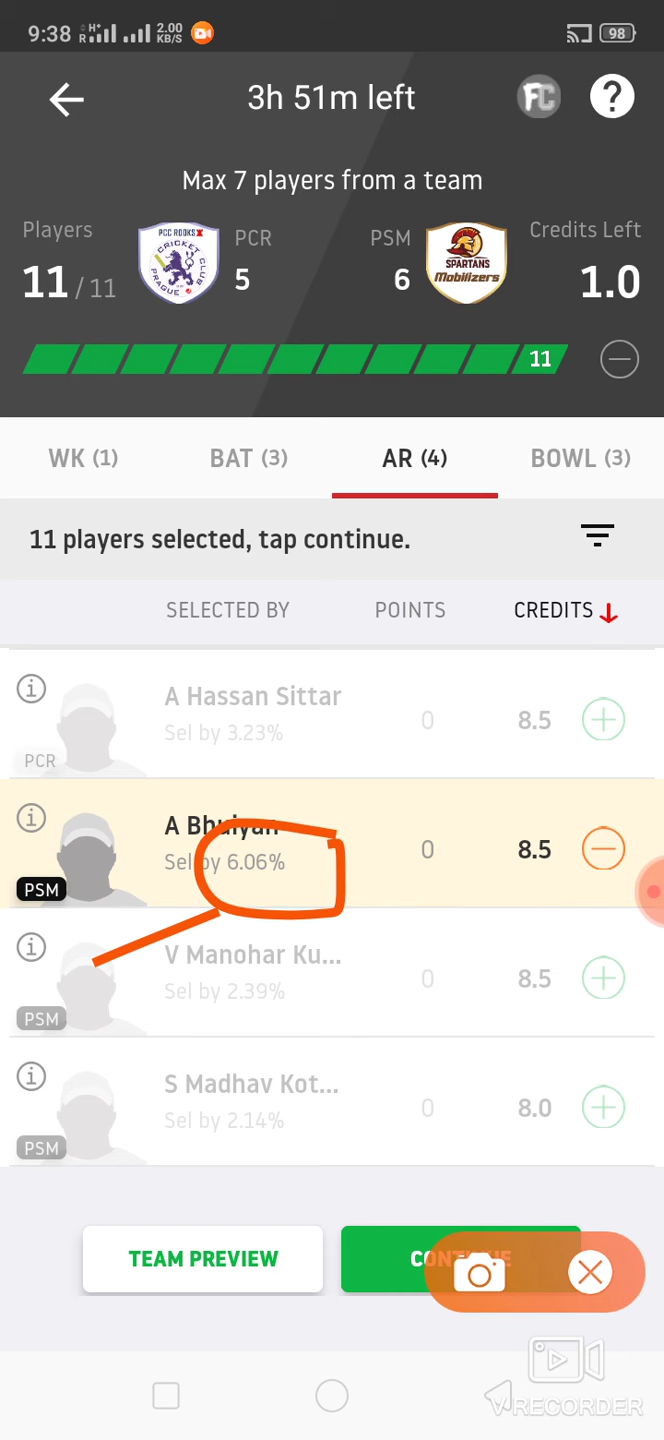 9:38 R H+ 2.00 KB/S 98
3h 51m left FC ?
Max 7 players from a team
Players PCR PSM Credits Left
11 / 11 5 6 1.0
PCC ROOKS
CRICKET CLUB
PRAGUE
SPARTANS
Mobilizers
11
WK (1) BAT (3) AR (4) BOWL (3)
11 players selected, tap continue.
SELECTED BY POINTS CREDITS
A Hassan Sittar
Sel by 3.23% 0 8.5
PCR
A Bhuiyan
Sel by 6.06% 0 8.5
PSM
V Manohar Ku...
Sel by 2.39% 0 8.5
PSM
S Madhav Kot...
Sel by 2.14% 0 8.0
PSM
TEAM PREVIEW CONTINUE
VRECORDER